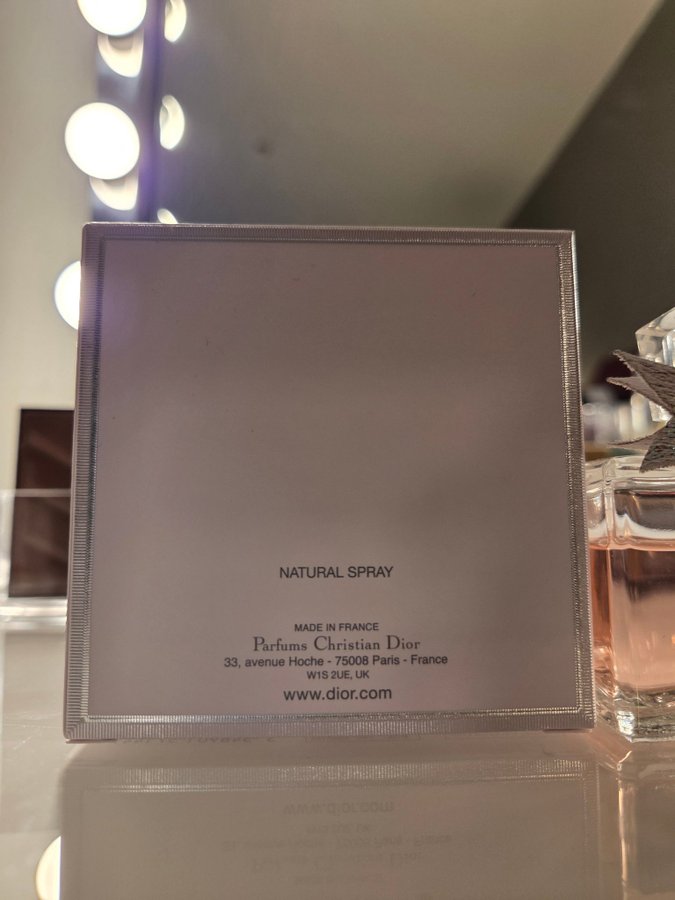 NATURAL SPRAY
MADE IN FRANCE
Parfums Christian Dior
33, avenue Hoche - 75008 Paris - France
W1S 2UE, UK
www.dior.com